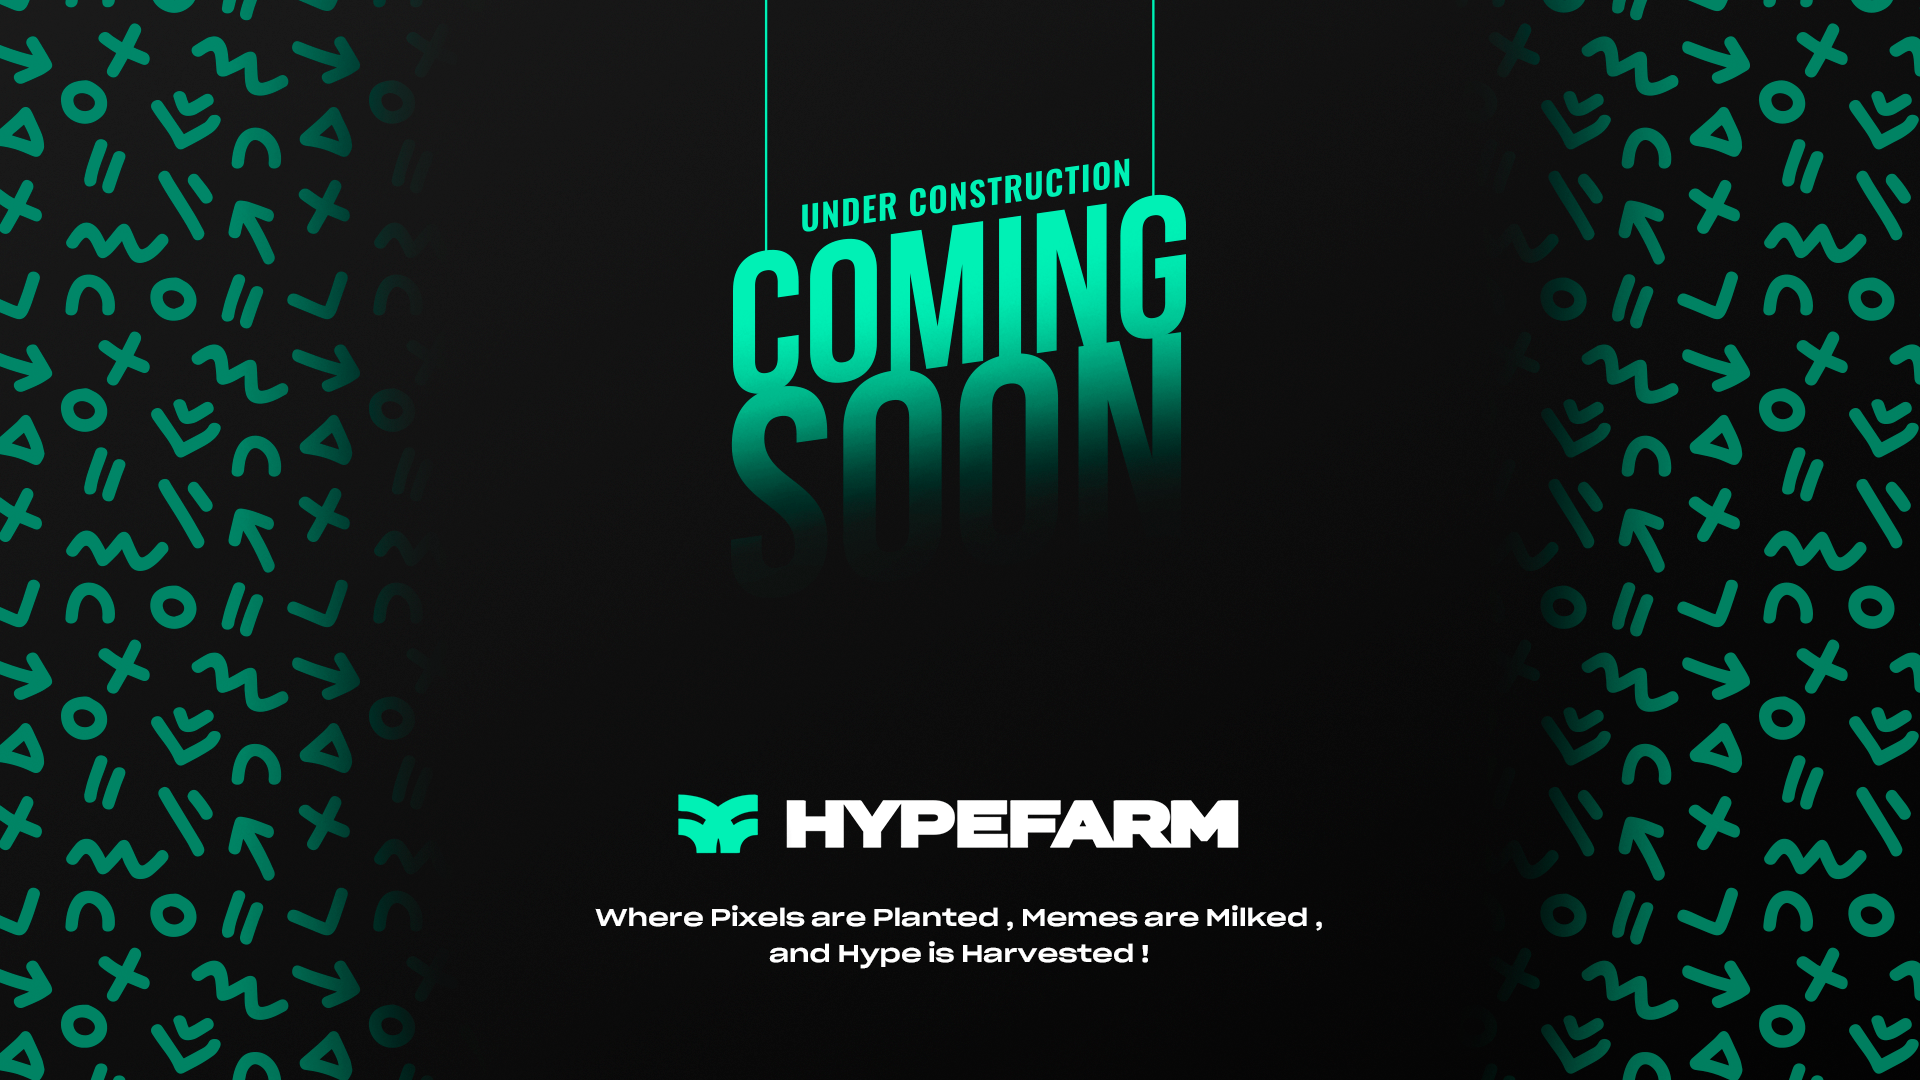 UNDER CONSTRUCTION
COMING
SOON
HYPEFARM
Where Pixels are Planted , Memes are Milked ,
and Hype is Harvested !